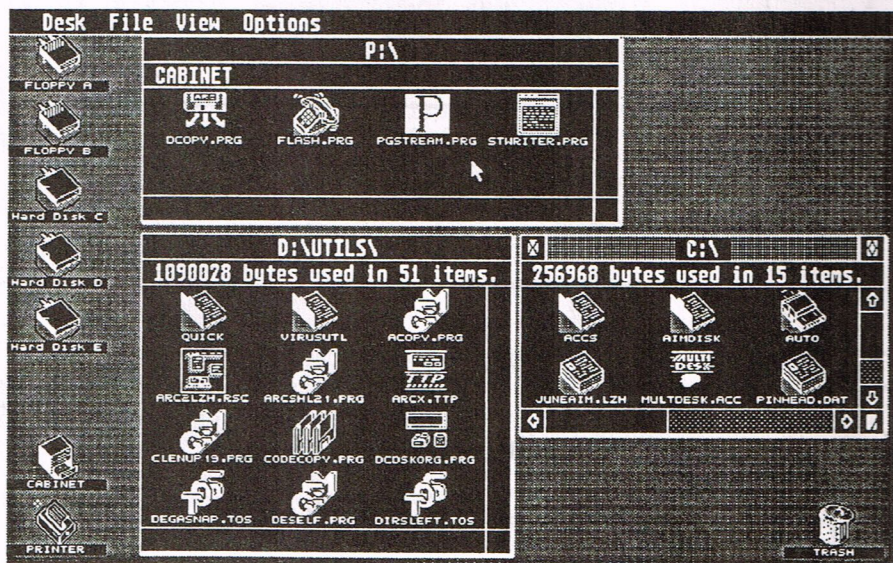 Desk File View Options
FLOPPY A
FLOPPY B
Hard Disk C
Hard Disk D
Hard Disk E
CABINET
PRINTER
P:\
CABINET
ARC
DCOPY.PRG FLASH.PRG PGSTREAM.PRG STWRITER.PRG
D:\UTILS\
1090028 bytes used in 51 items.
QUICK VIRUSUTL ACOPY.PRG
ARC2LZH.RSC ARCSHL21.PRG ARCX.TTP
CLENUP19.PRG CODECOPY.PRG DCDSKORG.PRG
DEGASNAP.TOS DESELF.PRG DIRSLEFT.TOS
C:\
256968 bytes used in 15 items.
ACCS AIMDISK AUTO
MULTI
DESK
JUNEAIM.LZH MULTDESK.ACC PINHEAD.DAT
TRASH